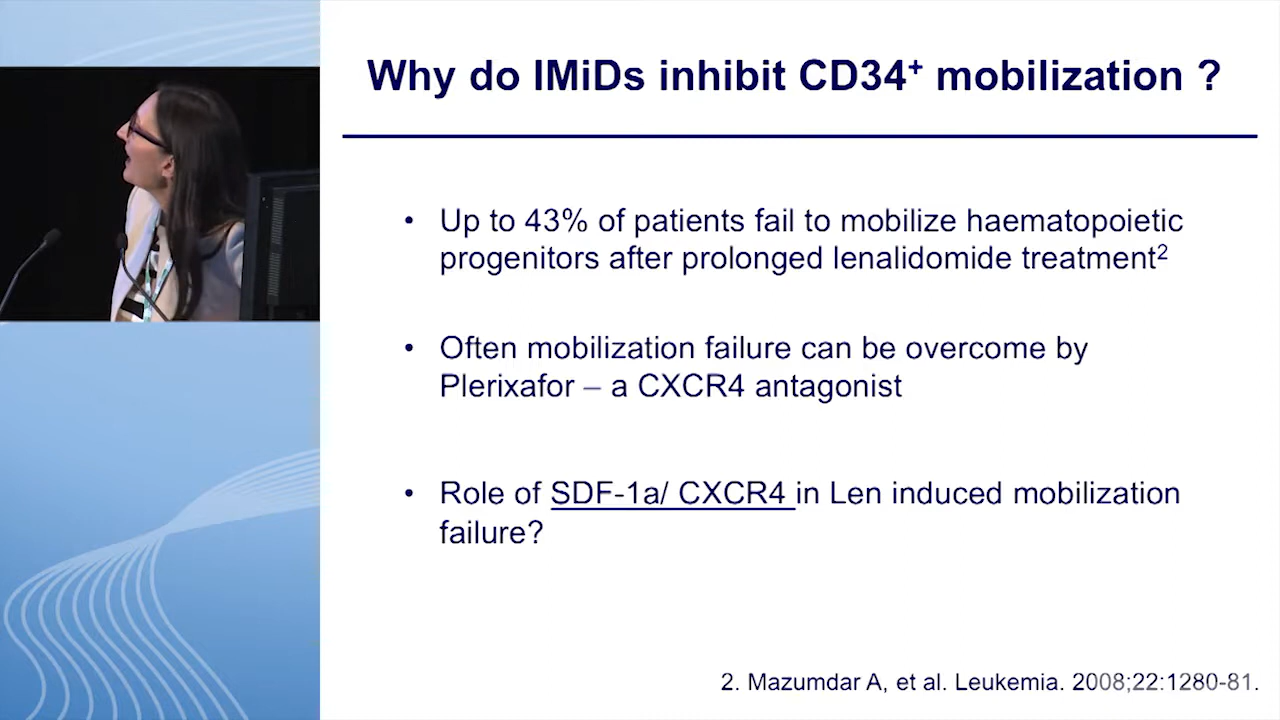 Why do IMiDs inhibit CD34⁺ mobilization ?
• Up to 43% of patients fail to mobilize haematopoietic
progenitors after prolonged lenalidomide treatment²
• Often mobilization failure can be overcome by
Plerixafor – a CXCR4 antagonist
• Role of SDF-1a/ CXCR4 in Len induced mobilization
failure?
2. Mazumdar A, et al. Leukemia. 2008;22:1280-81.